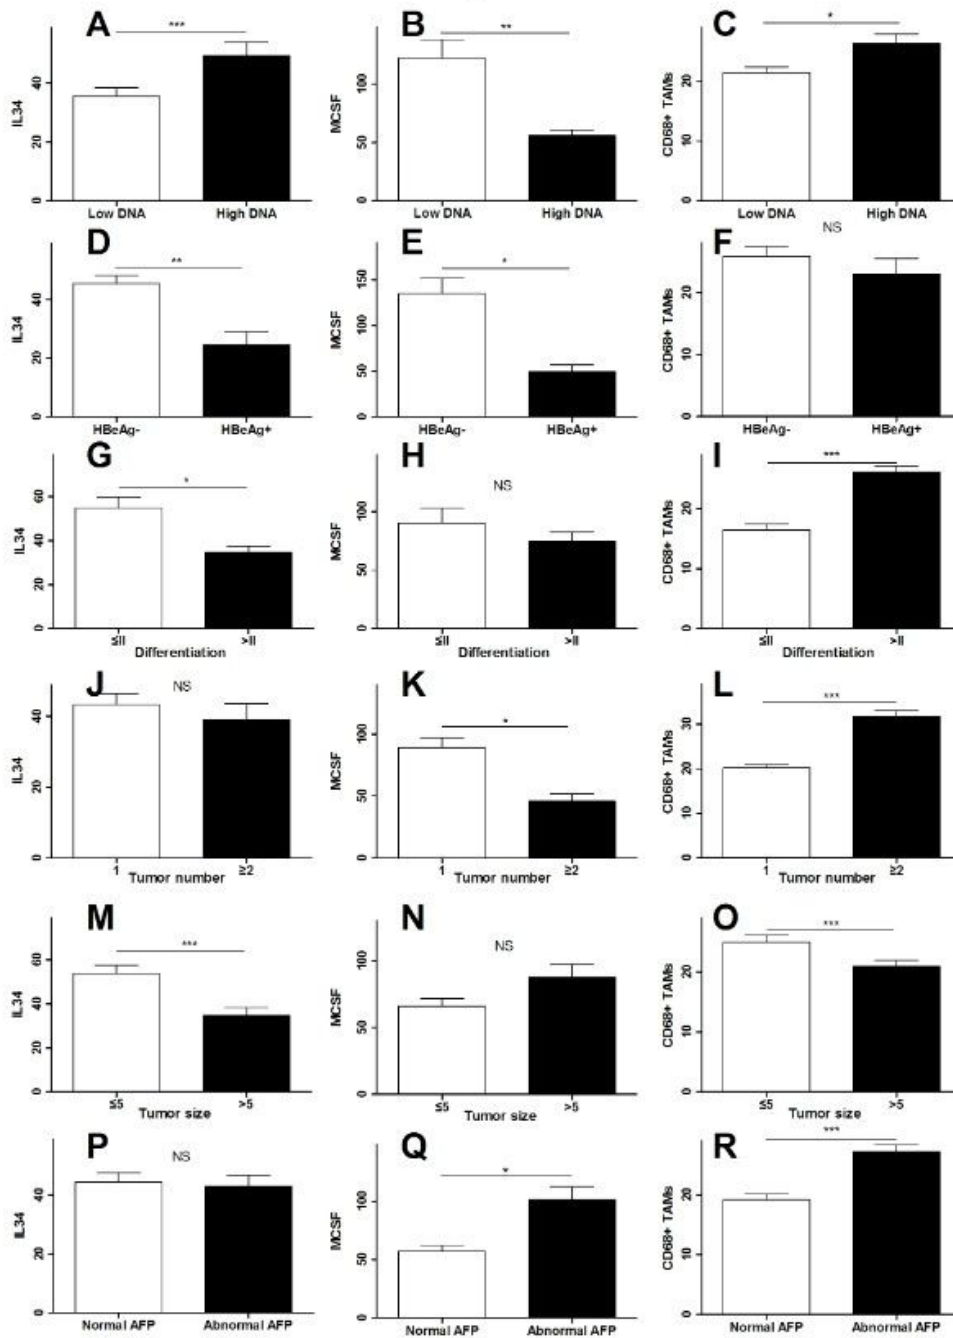 A
***
IL34
0
20
40
Low DNA
High DNA
B
**
MCSF
0
50
100
Low DNA
High DNA
C
*
CD68+ TAMs
0
10
20
Low DNA
High DNA
D
**
IL34
0
20
40
HBeAg-
HBeAg+
E
*
MCSF
0
50
100
150
HBeAg-
HBeAg+
F
NS
CD68+ TAMs
0
10
20
HBeAg-
HBeAg+
G
*
IL34
0
20
40
60
≤II
>II
Differentiation
H
NS
MCSF
0
50
100
≤II
>II
Differentiation
I
***
CD68+ TAMs
0
10
20
≤II
>II
Differentiation
J
NS
IL34
0
20
40
1
≥2
Tumor number
K
*
MCSF
0
50
100
1
≥2
Tumor number
L
***
CD68+ TAMs
0
10
20
30
1
≥2
Tumor number
M
***
IL34
0
20
40
60
≤5
>5
Tumor size
N
NS
MCSF
0
50
100
≤5
>5
Tumor size
O
***
CD68+ TAMs
0
10
20
≤5
>5
Tumor size
P
NS
IL34
0
20
40
Normal AFP
Abnormal AFP
Q
*
MCSF
0
50
100
Normal AFP
Abnormal AFP
R
***
CD68+ TAMs
0
10
20
Normal AFP
Abnormal AFP